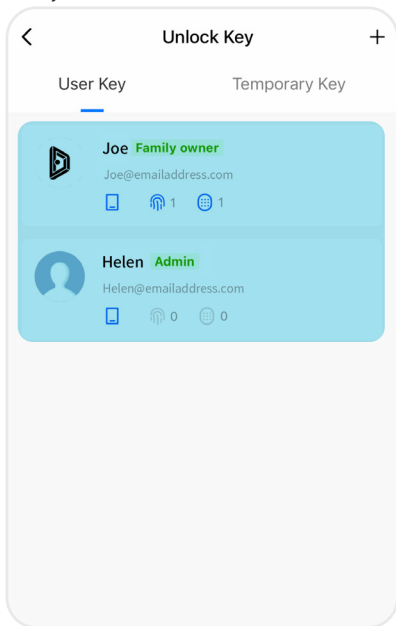 Unlock Key
User Key Temporary Key
Joe Family owner
Joe@emailaddress.com
1 1
Helen Admin
Helen@emailaddress.com
0 0